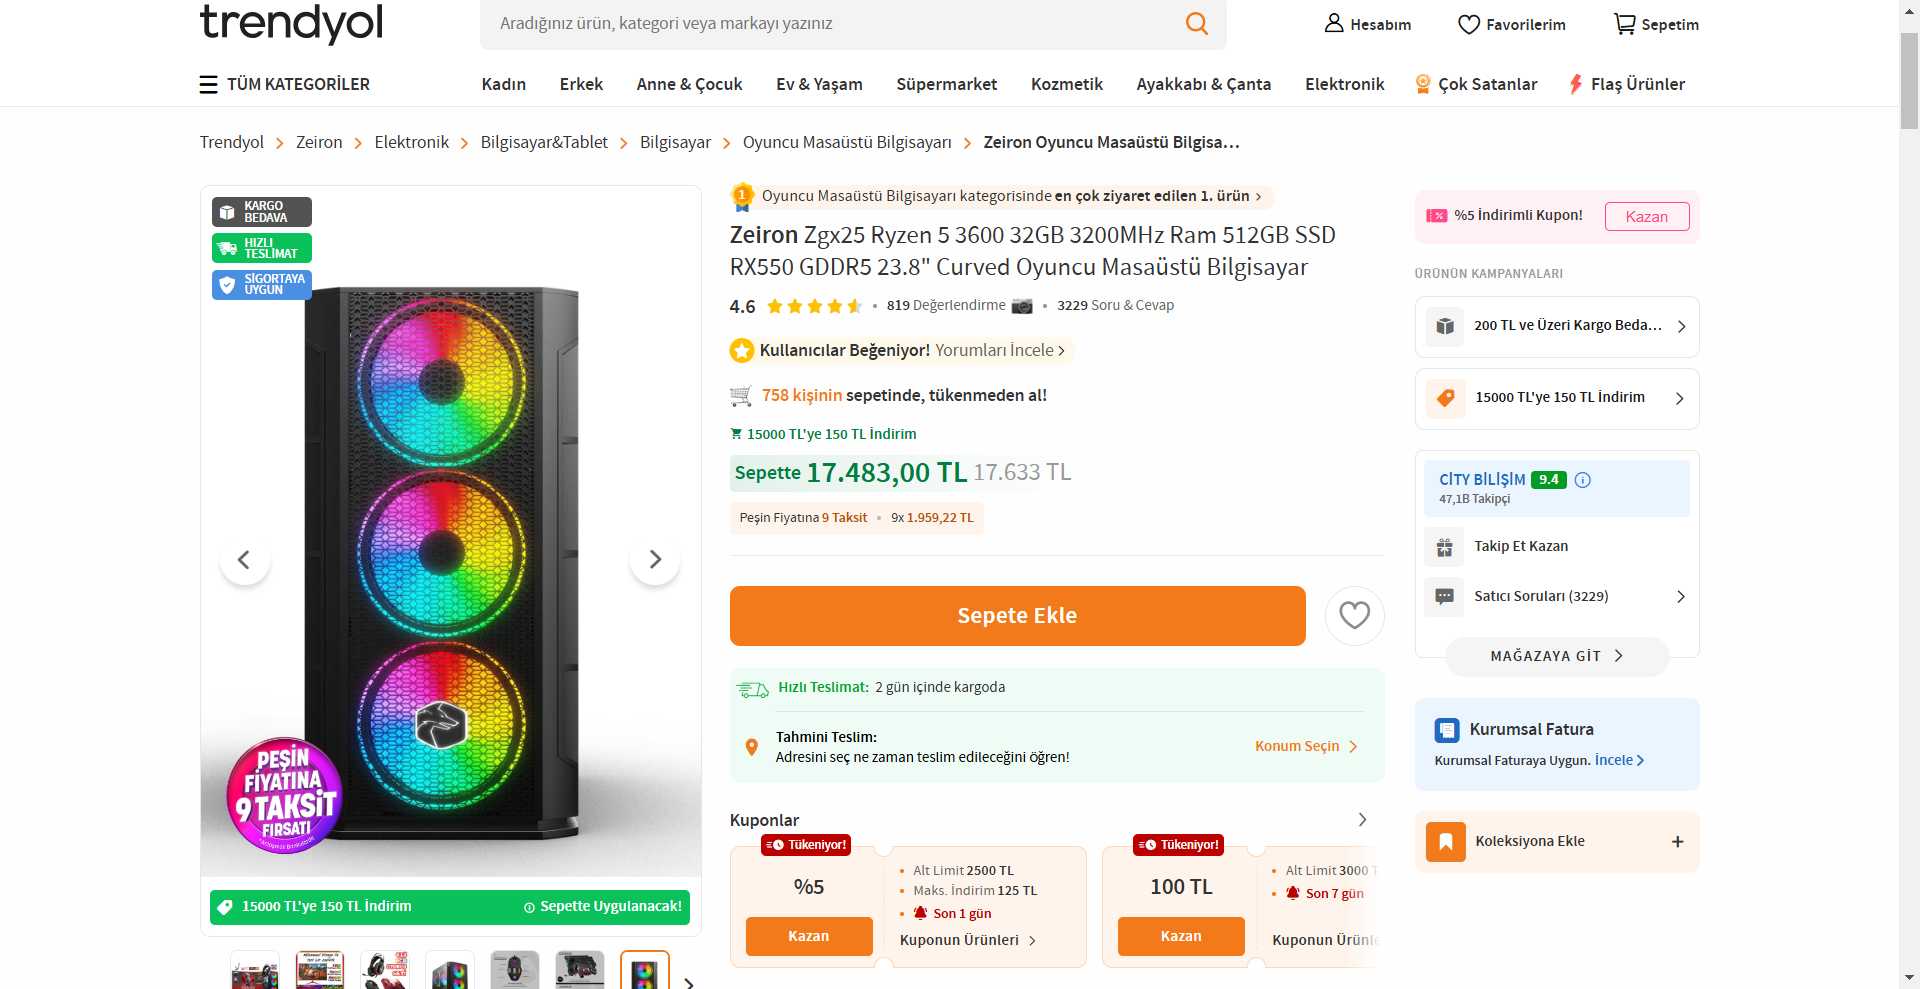 trendyol
Aradığınız ürün, kategori veya markayı yazınız
Hesabım
Favorilerim
Sepetim
TÜM KATEGORİLER
Kadın
Erkek
Anne & Çocuk
Ev & Yaşam
Süpermarket
Kozmetik
Ayakkabı & Çanta
Elektronik
Çok Satanlar
Flaş Ürünler
Trendyol
Zeiron
Elektronik
Bilgisayar&Tablet
Bilgisayar
Oyuncu Masaüstü Bilgisayarı
Zeiron Oyuncu Masaüstü Bilgisa...
KARGO
BEDAVA
HIZLI
TESLİMAT
SİGORTAYA
UYGUN
PEŞİN
FİYATINA
9 TAKSİT
FIRSATI
15000 TL'ye 150 TL İndirim
Sepette Uygulanacak!
1 Oyuncu Masaüstü Bilgisayarı kategorisinde en çok ziyaret edilen 1. ürün
Zeiron Zgx25 Ryzen 5 3600 32GB 3200MHz Ram 512GB SSD
RX550 GDDR5 23.8" Curved Oyuncu Masaüstü Bilgisayar
4.6 • 819 Değerlendirme • 3229 Soru & Cevap
Kullanıcılar Beğeniyor! Yorumları İncele
758 kişinin sepetinde, tükenmeden al!
15000 TL'ye 150 TL İndirim
Sepette 17.483,00 TL 17.633 TL
Peşin Fiyatına 9 Taksit • 9x 1.959,22 TL
Sepete Ekle
Hızlı Teslimat: 2 gün içinde kargoda
Tahmini Teslim:
Adresini seç ne zaman teslim edileceğini öğren!
Konum Seçin
Kuponlar
Tükeniyor!
%5
Kazan
• Alt Limit 2500 TL
• Maks. İndirim 125 TL
• Son 1 gün
Kuponun Ürünleri
Tükeniyor!
100 TL
Kazan
• Alt Limit 3000
• Son 7 gün
Kuponun Ürünle
%5 İndirimli Kupon!
Kazan
ÜRÜNÜN KAMPANYALARI
200 TL ve Üzeri Kargo Beda...
15000 TL'ye 150 TL İndirim
CİTY BİLİŞİM 9.4
47,1B Takipçi
Takip Et Kazan
Satıcı Soruları (3229)
MAĞAZAYA GİT
Kurumsal Fatura
Kurumsal Faturaya Uygun. İncele
Koleksiyona Ekle